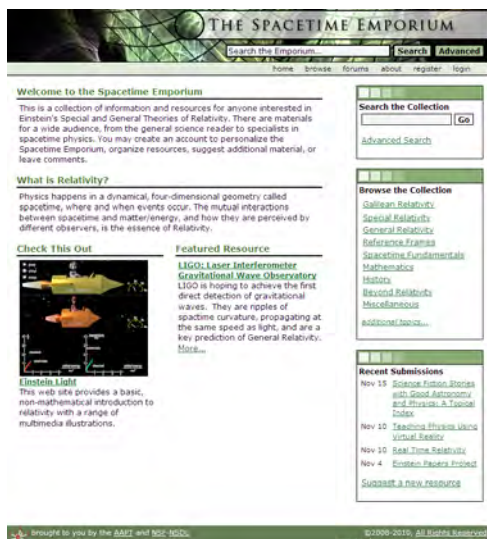 THE SPACETIME EMPORIUM
Search the Emporium...
Search
Advanced
home browse forums about register login
Welcome to the Spacetime Emporium
This is a collection of information and resources for anyone interested in
Einstein's Special and General Theories of Relativity. There are materials
for a wide audience, from the general science reader to specialists in
spacetime physics. You may create an account to personalize the
Spacetime Emporium, organize resources, suggest additional material, or
leave comments.
What is Relativity?
Physics happens in a dynamical, four-dimensional geometry called
spacetime, where and when events occur. The mutual interactions
between spacetime and matter/energy, and how they are perceived by
different observers, is the essence of Relativity.
Check This Out
Einstein Light
This web site provides a basic,
non-mathematical introduction to
relativity with a range of
multimedia illustrations.
Featured Resource
LIGO: Laser Interferometer
Gravitational Wave Observatory
LIGO is hoping to achieve the first
direct detection of gravitational
waves. They are ripples of
spactime curvature, propagating at
the same speed as light, and are a
key prediction of General Relativity.
More...
Search the Collection
Go
Advanced Search
Browse the Collection
Galilean Relativity
Special Relativity
General Relativity
Reference Frames
Spacetime Fundamentals
Mathematics
History
Beyond Relativity
Miscellaneous
additional topics...
Recent Submissions
Nov 15 Science Fiction Stories
with Good Astronomy
and Physics: A Topical
Index
Nov 10 Teaching Physics Using
Virtual Reality
Nov 10 Real Time Relativity
Nov 4 Einstein Papers Project
Suggest a new resource
brought to you by the AAPT and NSF-NSDL
©2008-2010, All Rights Reserved